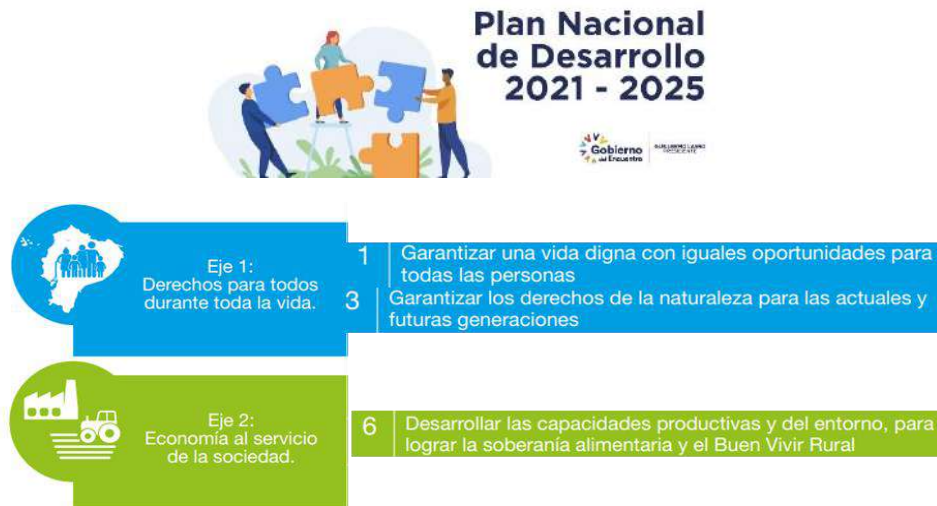 Plan Nacional
de Desarrollo
2021 - 2025
Gobierno
del Encuentro
GUILLERMO LASSO
PRESIDENTE
Eje 1:
Derechos para todos
durante toda la vida.
1 Garantizar una vida digna con iguales oportunidades para
todas las personas
3 Garantizar los derechos de la naturaleza para las actuales y
futuras generaciones
Eje 2:
Economía al servicio
de la sociedad.
6 Desarrollar las capacidades productivas y del entorno, para
lograr la soberanía alimentaria y el Buen Vivir Rural